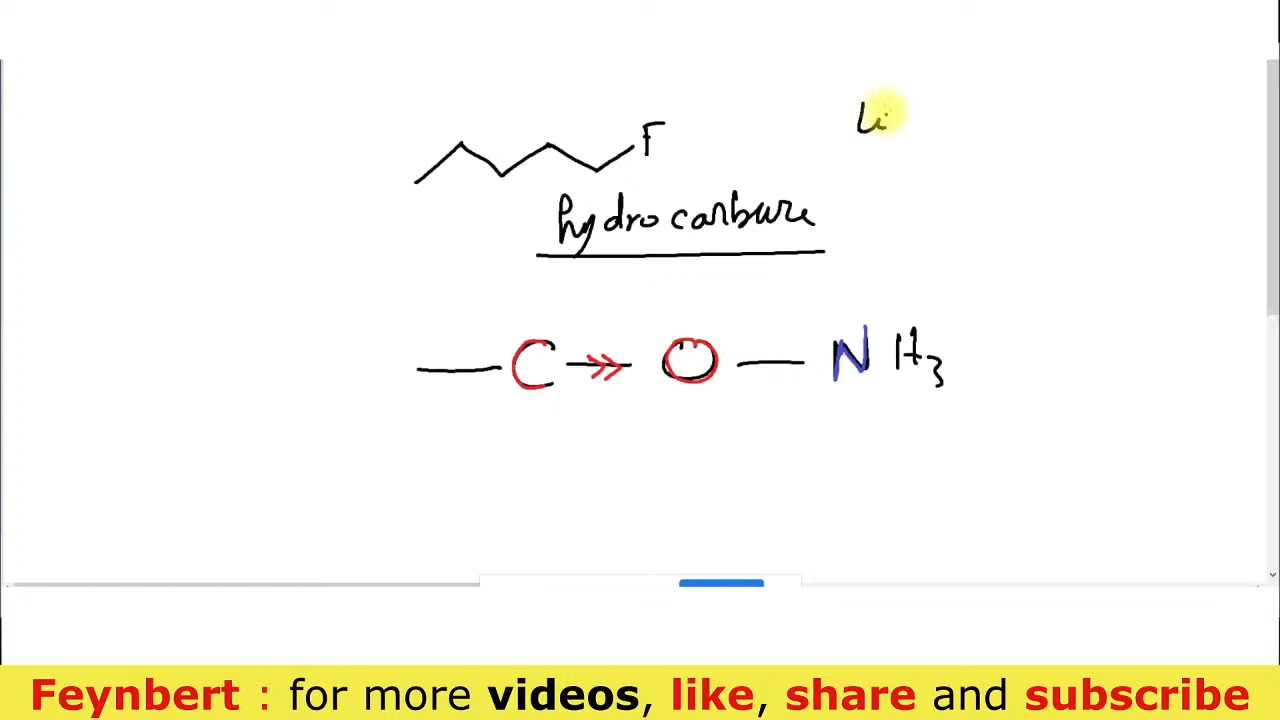 Li
F
hydrocarbure
C O N H3
Feynbert : for more videos, like, share and subscribe